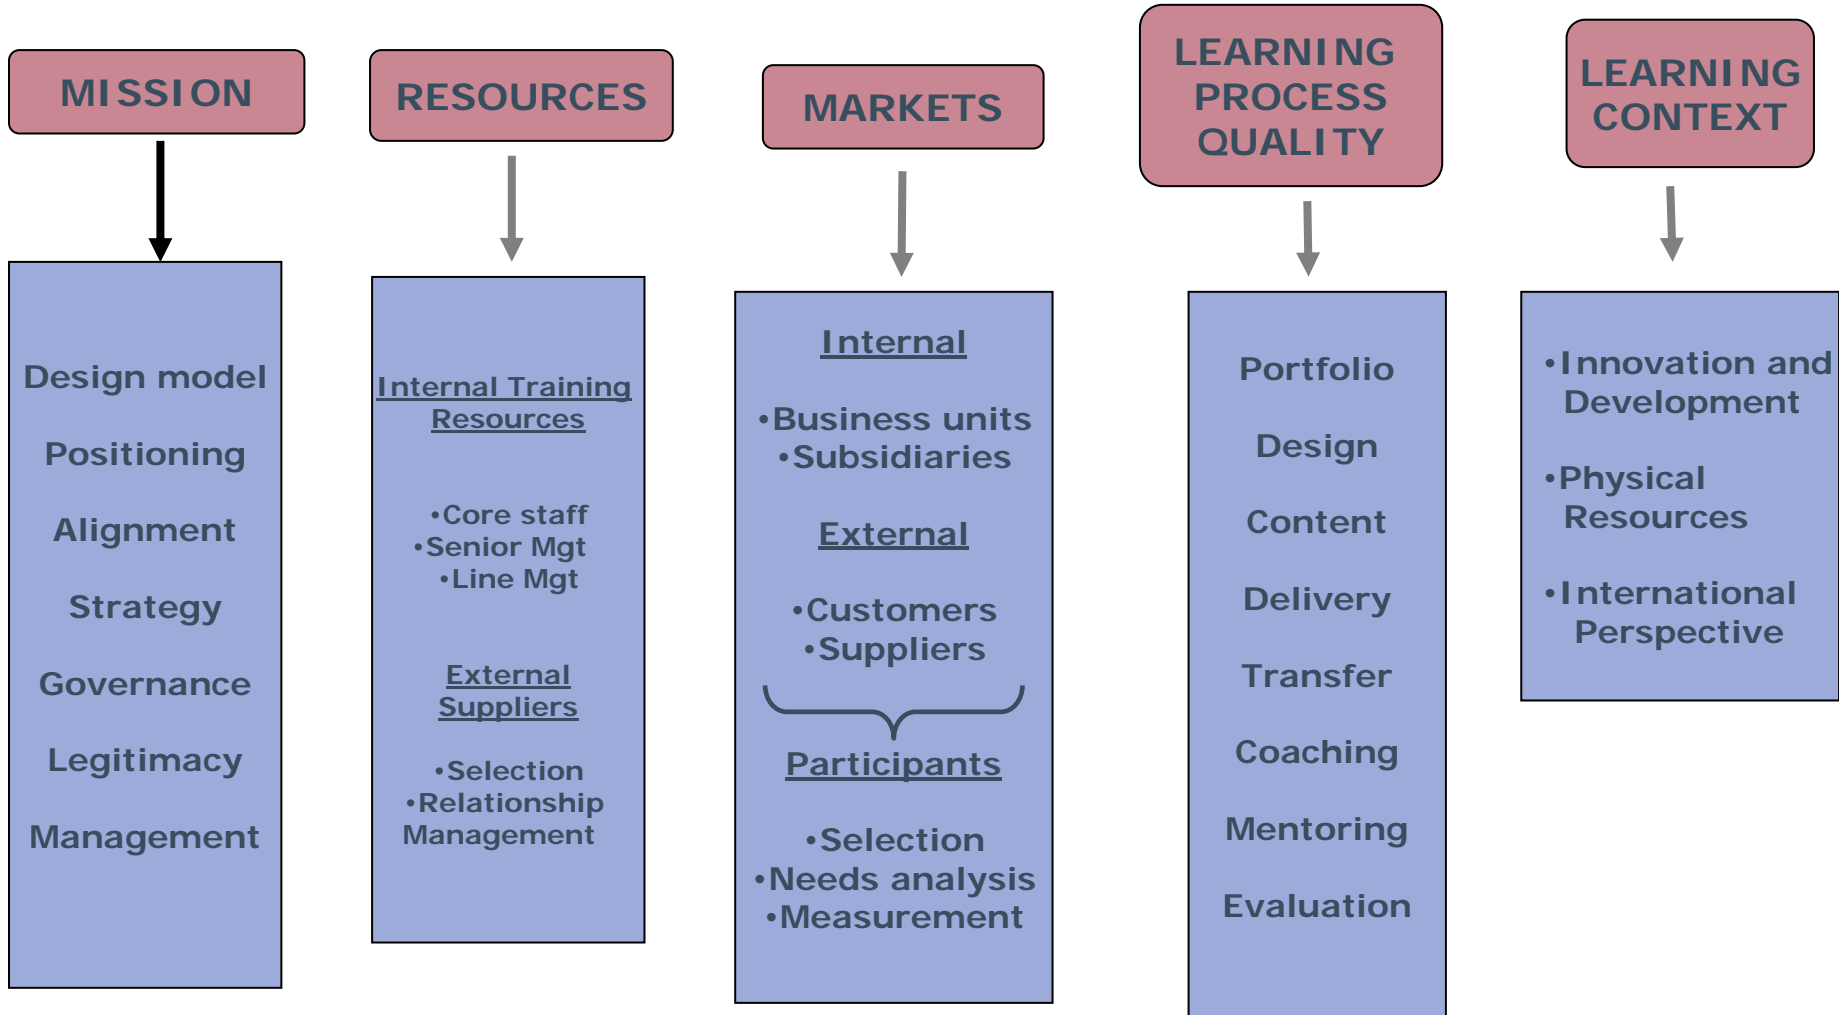 MISSION
Design model
Positioning
Alignment
Strategy
Governance
Legitimacy
Management
RESOURCES
Internal Training
Resources
•Core staff
•Senior Mgt
•Line Mgt
External
Suppliers
•Selection
•Relationship
Management
MARKETS
Internal
•Business units
•Subsidiaries
External
•Customers
•Suppliers
Participants
•Selection
•Needs analysis
•Measurement
LEARNING
PROCESS
QUALITY
Portfolio
Design
Content
Delivery
Transfer
Coaching
Mentoring
Evaluation
LEARNING
CONTEXT
•Innovation and
Development
•Physical
Resources
•International
Perspective